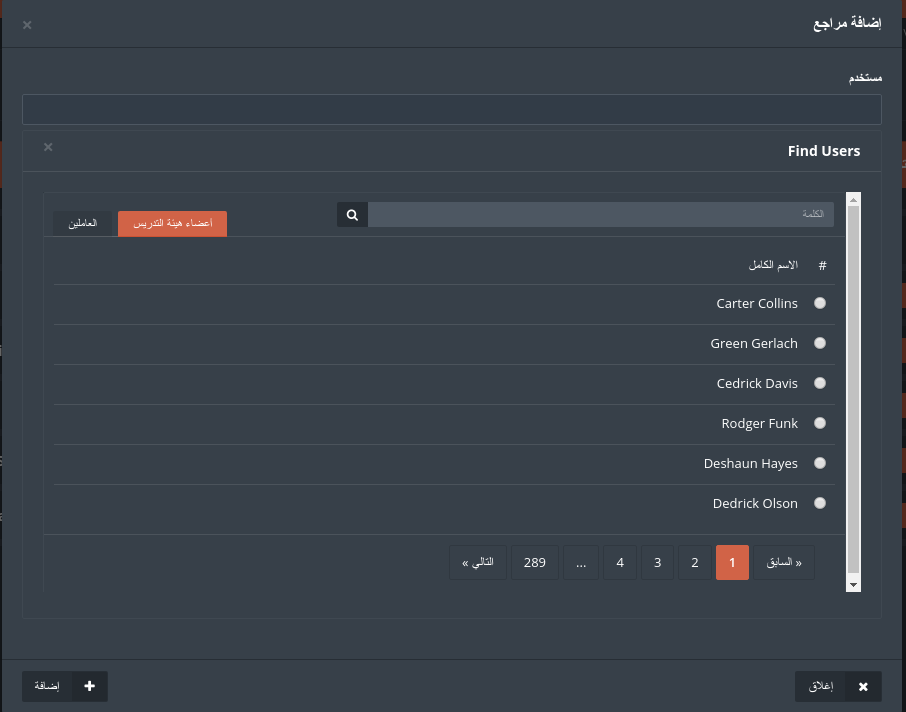 إضافة مراجع ×
مستخدم
Find Users ×
الكلمة
أعضاء هيئة التدريس العاملين
# الاسم الكامل
Carter Collins
Green Gerlach
Cedrick Davis
Rodger Funk
Deshaun Hayes
Dedrick Olson
« السابق 1 2 3 4 ... 289 التالي »
إغلاق
إضافة